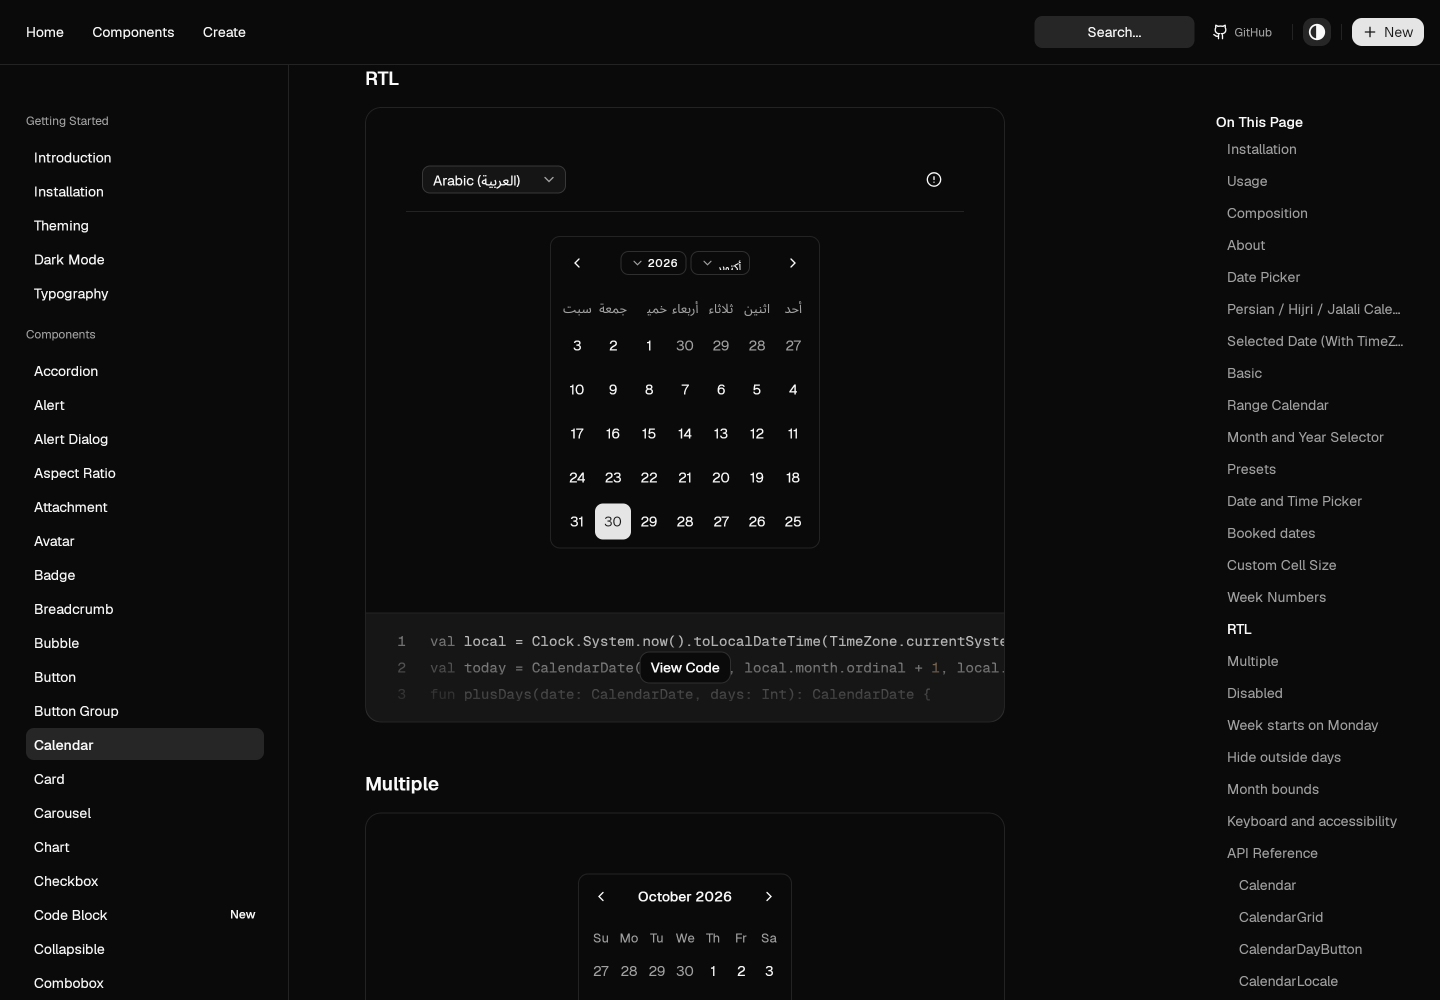 Home
Components
Create
Search...
GitHub
New
Getting Started
Introduction
Installation
Theming
Dark Mode
Typography
Components
Accordion
Alert
Alert Dialog
Aspect Ratio
Attachment
Avatar
Badge
Breadcrumb
Bubble
Button
Button Group
Calendar
Card
Carousel
Chart
Checkbox
Code Block New
Collapsible
Combobox
RTL
Arabic (العربية)
2026
أحد اثنين ثلاثاء أربعاء جمعة سبت
27 28 29 30 1 2 3
4 5 6 7 8 9 10
11 12 13 14 15 16 17
18 19 20 21 22 23 24
25 26 27 28 29 30 31
1 val local = Clock.System.now().toLocalDateTime(TimeZone.currentSyste
2 val today = CalendarDate( , local.month.ordinal + 1, local.
View Code
3 fun plusDays(date: CalendarDate, days: Int): CalendarDate {
Multiple
October 2026
Su Mo Tu We Th Fr Sa
27 28 29 30 1 2 3
On This Page
Installation
Usage
Composition
About
Date Picker
Persian / Hijri / Jalali Cale...
Selected Date (With TimeZ...
Basic
Range Calendar
Month and Year Selector
Presets
Date and Time Picker
Booked dates
Custom Cell Size
Week Numbers
RTL
Multiple
Disabled
Week starts on Monday
Hide outside days
Month bounds
Keyboard and accessibility
API Reference
Calendar
CalendarGrid
CalendarDayButton
CalendarLocale